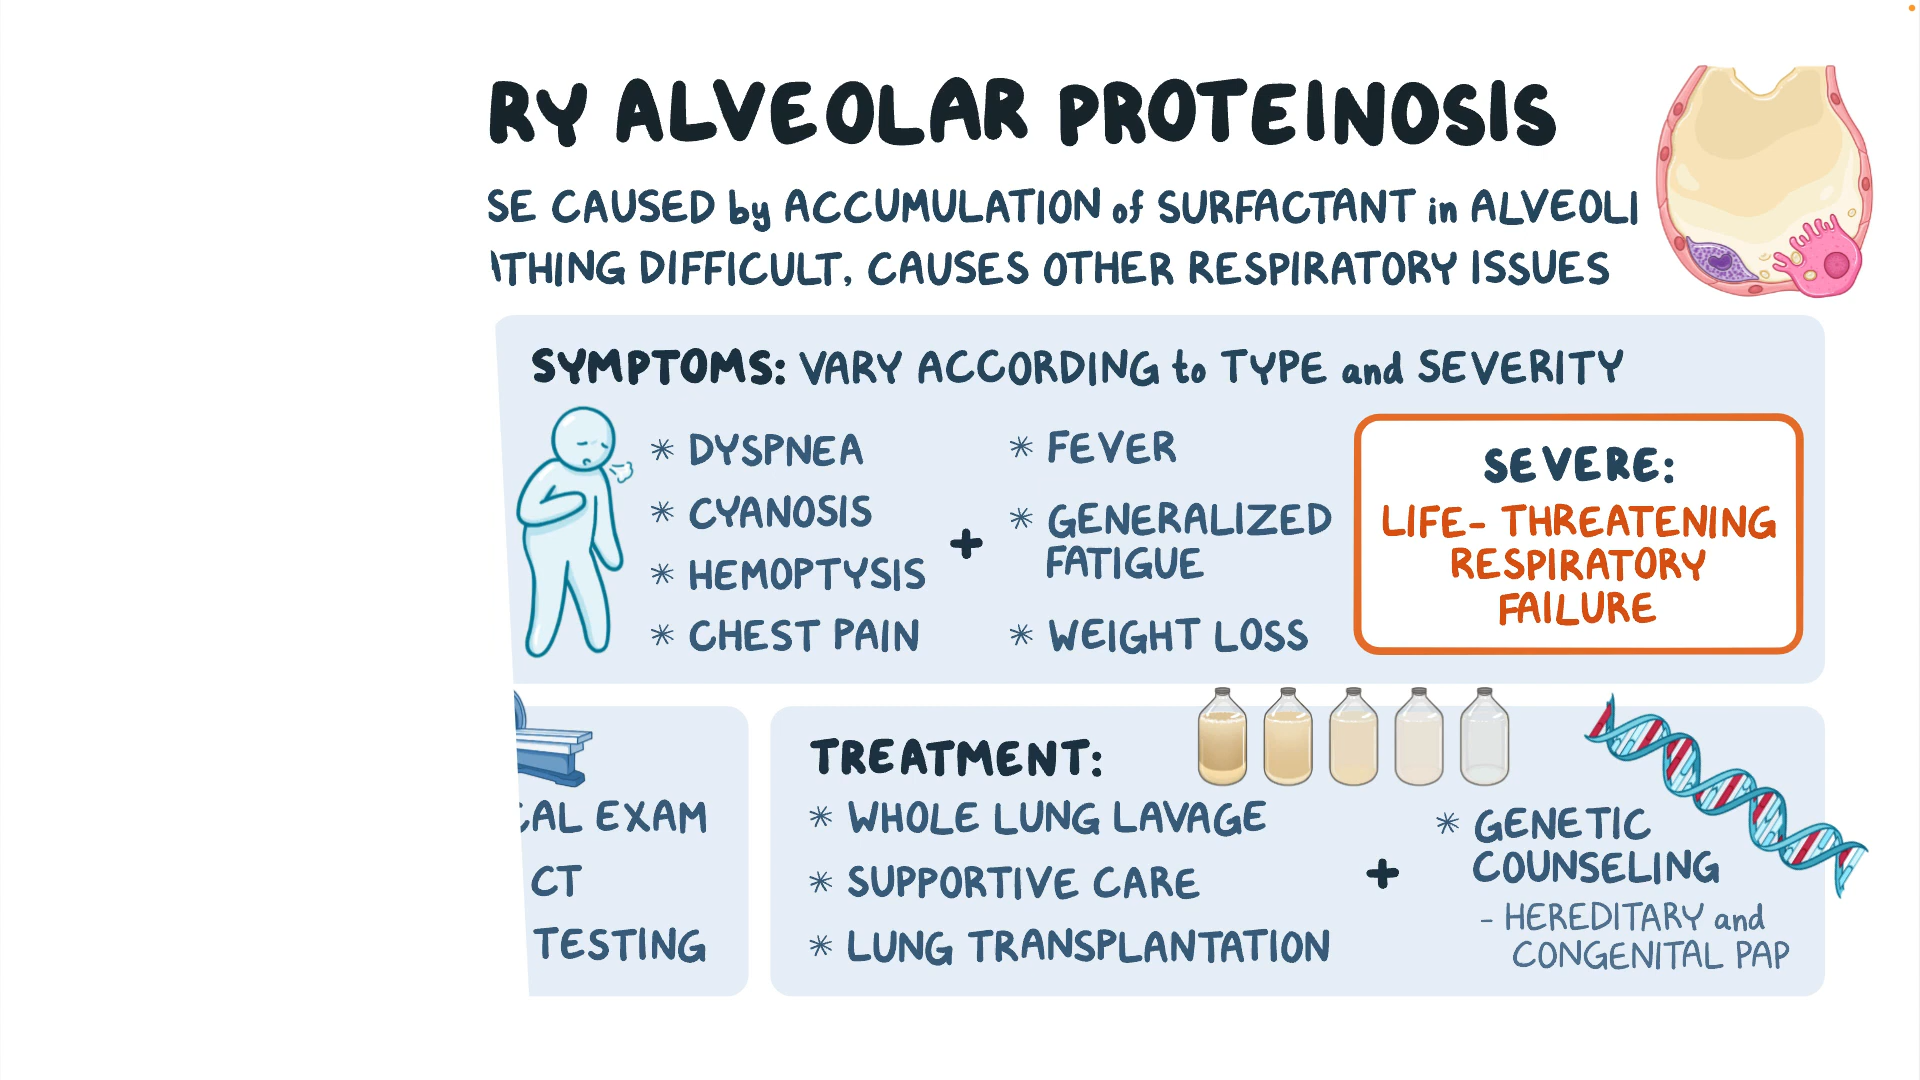 RY ALVEOLAR PROTEINOSIS
SE CAUSED by ACCUMULATION of SURFACTANT in ALVEOLI
THING DIFFICULT, CAUSES OTHER RESPIRATORY ISSUES
SYMPTOMS: VARY ACCORDING to TYPE and SEVERITY
* DYSPNEA
* CYANOSIS
* HEMOPTYSIS
* CHEST PAIN
+
* FEVER
* GENERALIZED
FATIGUE
* WEIGHT LOSS
SEVERE:
LIFE- THREATENING
RESPIRATORY
FAILURE
CAL EXAM
CT
TESTING
TREATMENT:
* WHOLE LUNG LAVAGE
* SUPPORTIVE CARE
* LUNG TRANSPLANTATION
+
* GENETIC
COUNSELING
- HEREDITARY and
CONGENITAL PAP